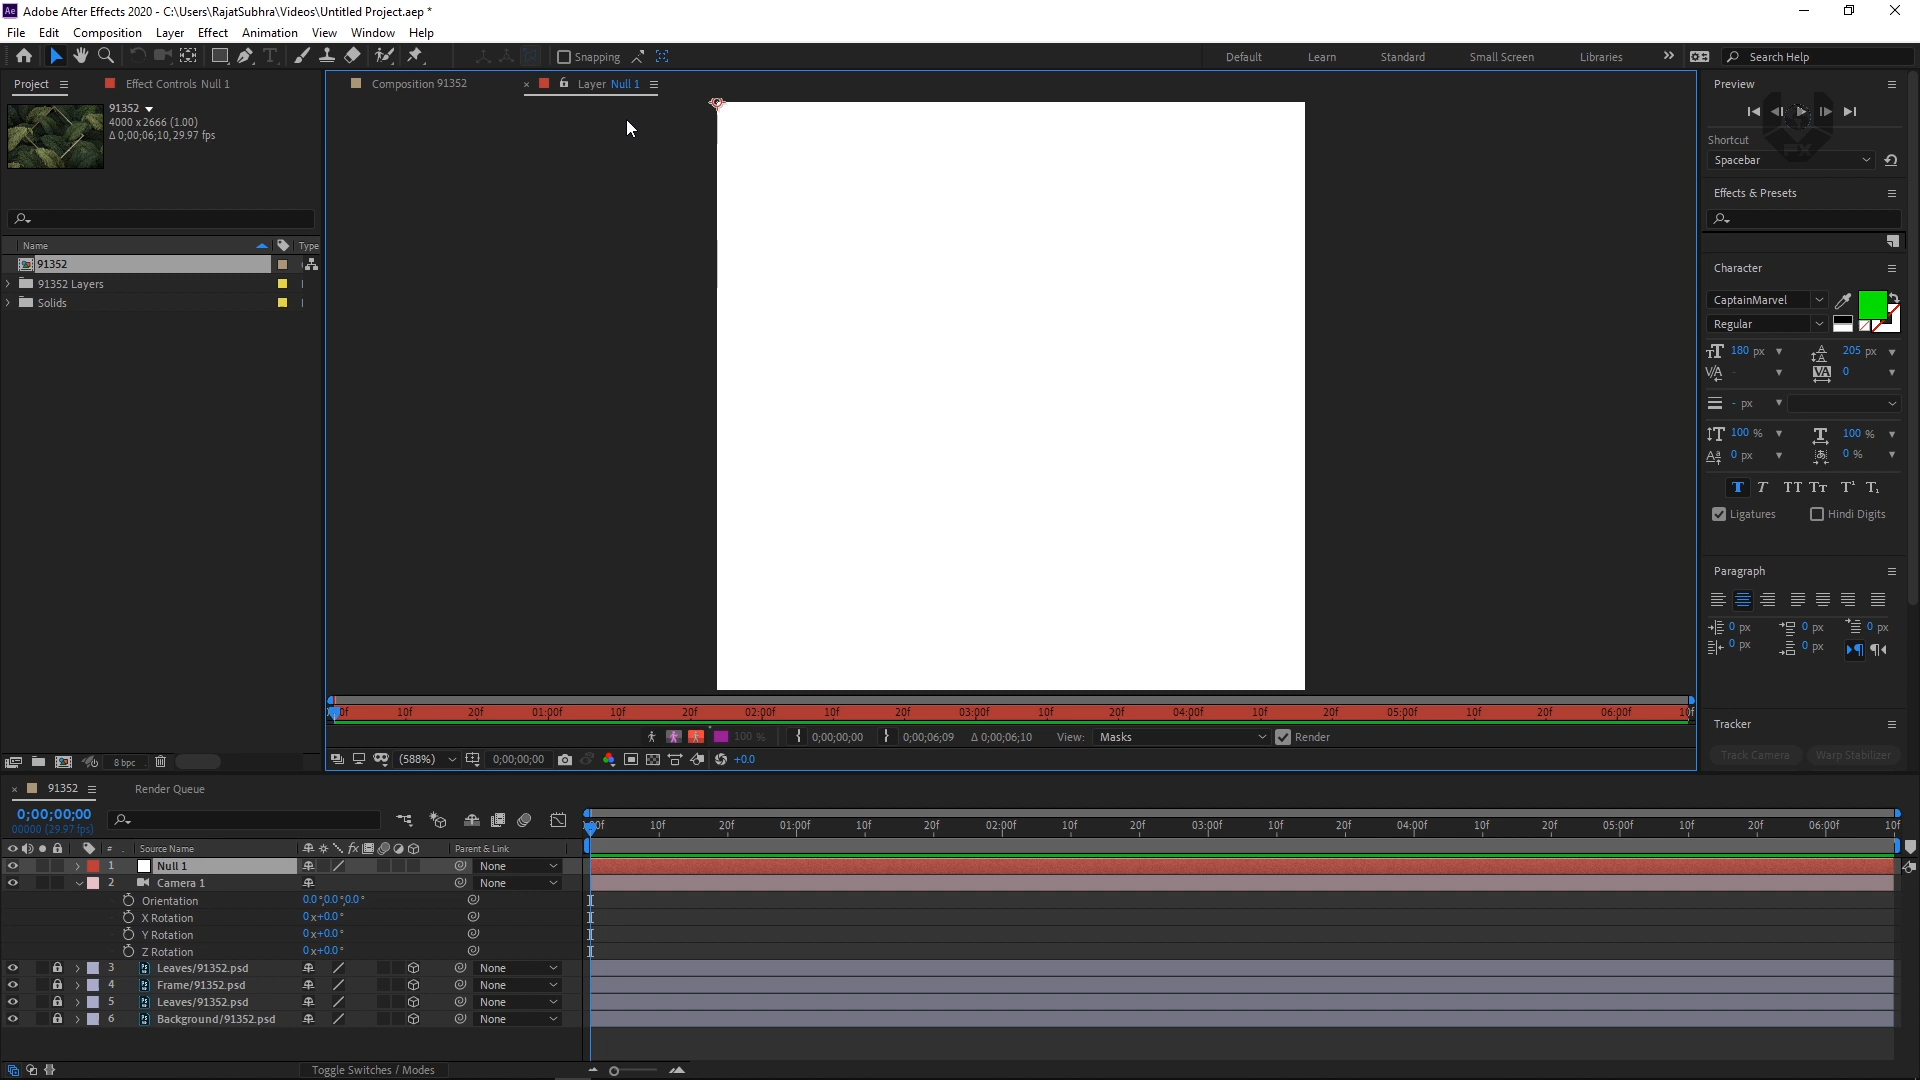 Ae Adobe After Effects 2020 - C:\Users\RajatSubhra\Videos\Untitled Project.aep *
File Edit Composition Layer Effect Animation View Window Help
Snapping Default Learn Standard Small Screen Libraries Search Help
Project Effect Controls Null 1 Composition 91352 Layer Null 1 Preview
91352
4000 x 2666 (1.00)
Δ 0;00;06;10, 29.97 fps
Shortcut
Spacebar
Effects & Presets
Name Type
91352
91352 Layers
Solids
Character
CaptainMarvel
Regular
180 px 205 px
0
- px
100 % 100 %
0 px 0 %
Ligatures Hindi Digits
Paragraph
0 px 0 px 0 px
0 px 0 px
Tracker
Track Camera Warp Stabilizer
10f 20f 01:00f 10f 20f 02:00f 10f 20f 03:00f 10f 20f 04:00f 10f 20f 05:00f 10f 20f 06:00f 10f
100 % 0;00;00;00 0;00;06;09 Δ 0;00;06;10 View: Masks Render
8 bpc (588%) 0;00;00;00 +0.0
91352 Render Queue
0;00;00;00
00000 (29.97 fps)
10f 20f 01:00f 10f 20f 02:00f 10f 20f 03:00f 10f 20f 04:00f 10f 20f 05:00f 10f 20f 06:00f 10f
# Source Name fx Parent & Link
1 Null 1 None
2 Camera 1 None
Orientation 0.0°,0.0°,0.0°
X Rotation 0x+0.0°
Y Rotation 0x+0.0°
Z Rotation 0x+0.0°
3 Leaves/91352.psd None
4 Frame/91352.psd None
5 Leaves/91352.psd None
6 Background/91352.psd None
Toggle Switches / Modes